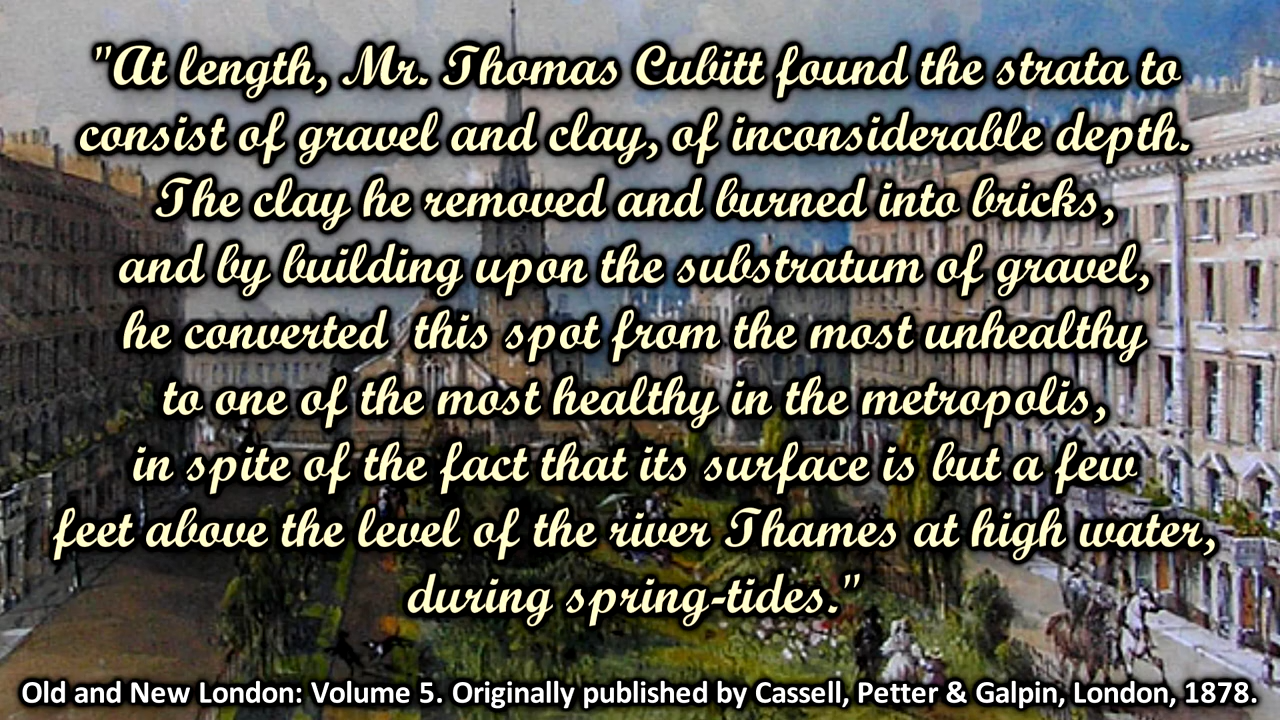 "At length, Mr. Thomas Cubitt found the strata to
consist of gravel and clay, of inconsiderable depth.
The clay he removed and burned into bricks,
and by building upon the substratum of gravel,
he converted  this spot from the most unhealthy
to one of the most healthy in the metropolis,
in spite of the fact that its surface is but a few
feet above the level of the river Thames at high water,
during spring-tides."
Old and New London: Volume 5. Originally published by Cassell, Petter & Galpin, London, 1878.